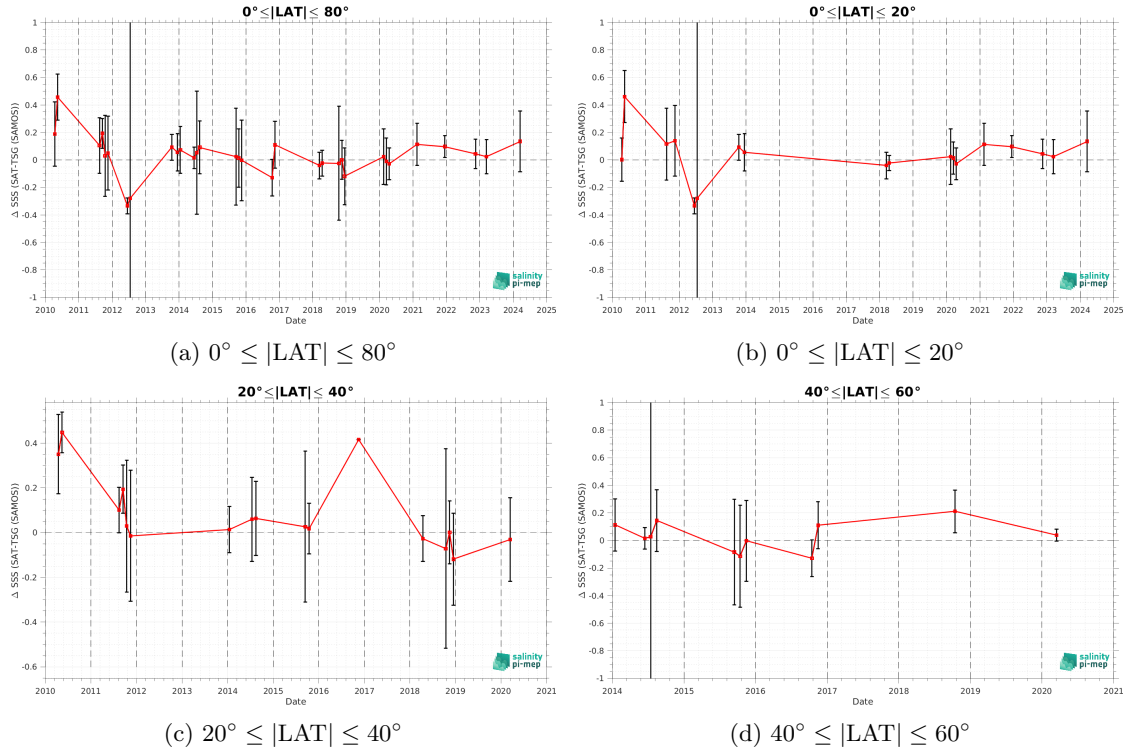 0°≤|LAT|≤ 80°
Δ SSS (SAT-TSG (SAMOS))
1
0.8
0.6
0.4
0.2
0
-0.2
-0.4
-0.6
-0.8
-1
2010 2011 2012 2013 2014 2015 2016 2017 2018 2019 2020 2021 2022 2023 2024 2025
Date
salinity
pi-mep
(a) 0° ≤ |LAT| ≤ 80°
0°≤|LAT|≤ 20°
Δ SSS (SAT-TSG (SAMOS))
1
0.8
0.6
0.4
0.2
0
-0.2
-0.4
-0.6
-0.8
-1
2010 2011 2012 2013 2014 2015 2016 2017 2018 2019 2020 2021 2022 2023 2024 2025
Date
salinity
pi-mep
(b) 0° ≤ |LAT| ≤ 20°
20°≤|LAT|≤ 40°
Δ SSS (SAT-TSG (SAMOS))
0.4
0.2
0
-0.2
-0.4
-0.6
2010 2011 2012 2013 2014 2015 2016 2017 2018 2019 2020 2021
Date
salinity
pi-mep
(c) 20° ≤ |LAT| ≤ 40°
40°≤|LAT|≤ 60°
Δ SSS (SAT-TSG (SAMOS))
1
0.8
0.6
0.4
0.2
0
-0.2
-0.4
-0.6
-0.8
-1
2014 2015 2016 2017 2018 2019 2020 2021
Date
salinity
pi-mep
(d) 40° ≤ |LAT| ≤ 60°